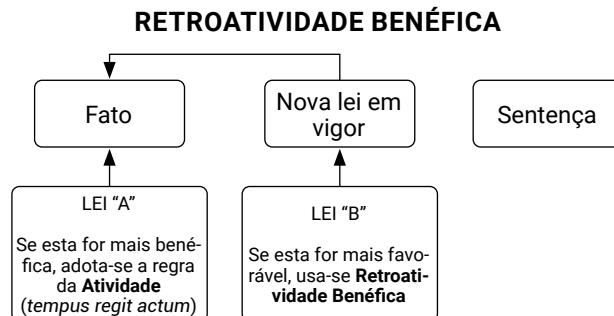 RETROATIVIDADE BENÉFICA
Fato
Nova lei em
vigor
Sentença
LEI “A”
Se esta for mais bené-
fica, adota-se a regra
da Atividade
(tempus regit actum)
LEI “B”
Se esta for mais favo-
rável, usa-se Retroati-
vidade Benéfica